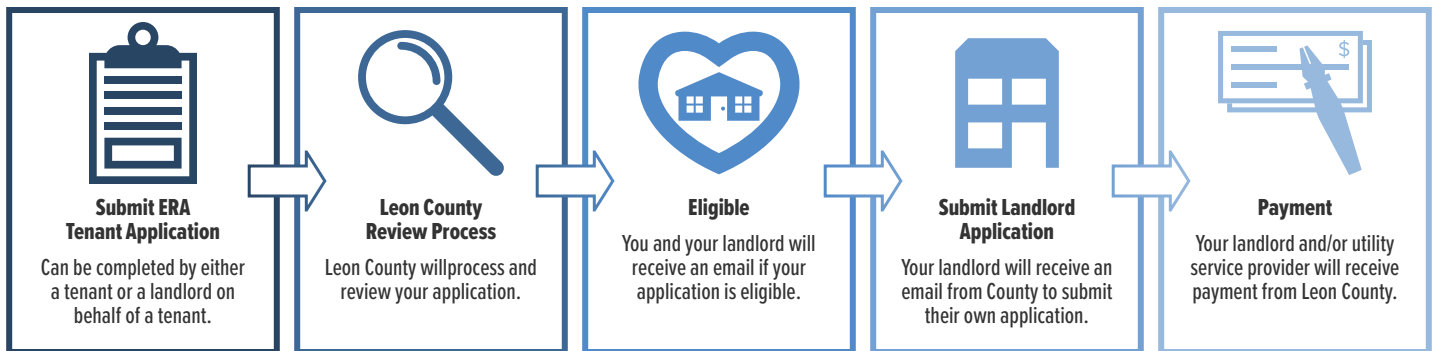 Submit ERA
Tenant Application
Can be completed by either
a tenant or a landlord on
behalf of a tenant.
Leon County
Review Process
Leon County willprocess and
review your application.
Eligible
You and your landlord will
receive an email if your
application is eligible.
Submit Landlord
Application
Your landlord will receive an
email from County to submit
their own application.
$
Payment
Your landlord and/or utility
service provider will receive
payment from Leon County.